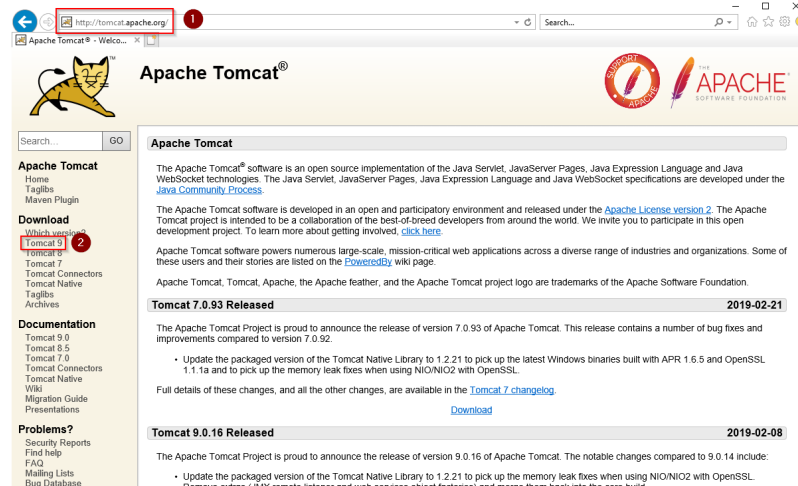 http://tomcat.apache.org/
1
Search...
Apache Tomcat® - Welco...
TM
Apache Tomcat®
SUPPORT
APACHE
THE
APACHE®
SOFTWARE FOUNDATION
Search...
GO
Apache Tomcat
Home
Taglibs
Maven Plugin
Download
Which version?
Tomcat 9
2
Tomcat 8
Tomcat 7
Tomcat Connectors
Tomcat Native
Taglibs
Archives
Documentation
Tomcat 9.0
Tomcat 8.5
Tomcat 7.0
Tomcat Connectors
Tomcat Native
Wiki
Migration Guide
Presentations
Problems?
Security Reports
Find help
FAQ
Mailing Lists
Bug Database
Apache Tomcat
The Apache Tomcat® software is an open source implementation of the Java Servlet, JavaServer Pages, Java Expression Language and Java
WebSocket technologies. The Java Servlet, JavaServer Pages, Java Expression Language and Java WebSocket specifications are developed under the
Java Community Process.
The Apache Tomcat software is developed in an open and participatory environment and released under the Apache License version 2. The Apache
Tomcat project is intended to be a collaboration of the best-of-breed developers from around the world. We invite you to participate in this open
development project. To learn more about getting involved, click here.
Apache Tomcat software powers numerous large-scale, mission-critical web applications across a diverse range of industries and organizations. Some of
these users and their stories are listed on the PoweredBy wiki page.
Apache Tomcat, Tomcat, Apache, the Apache feather, and the Apache Tomcat project logo are trademarks of the Apache Software Foundation.
Tomcat 7.0.93 Released 2019-02-21
The Apache Tomcat Project is proud to announce the release of version 7.0.93 of Apache Tomcat. This release contains a number of bug fixes and
improvements compared to version 7.0.92.
• Update the packaged version of the Tomcat Native Library to 1.2.21 to pick up the latest Windows binaries built with APR 1.6.5 and OpenSSL
1.1.1a and to pick up the memory leak fixes when using NIO/NIO2 with OpenSSL.
Full details of these changes, and all the other changes, are available in the Tomcat 7 changelog.
Download
Tomcat 9.0.16 Released 2019-02-08
The Apache Tomcat Project is proud to announce the release of version 9.0.16 of Apache Tomcat. The notable changes compared to 9.0.14 include:
• Update the packaged version of the Tomcat Native Library to 1.2.21 to pick up the memory leak fixes when using NIO/NIO2 with OpenSSL.